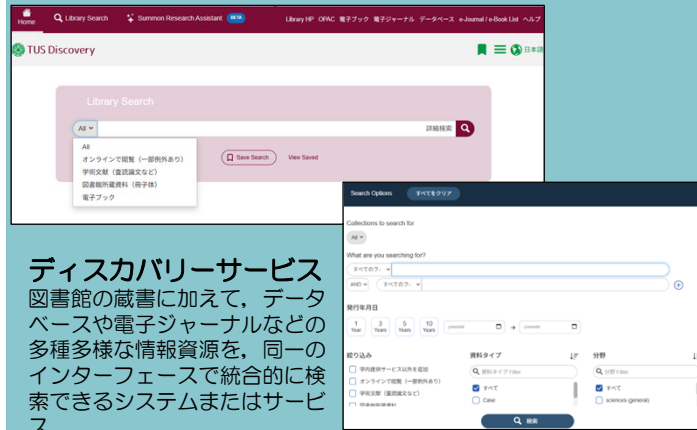 Home
Library Search
Summon Research Assistant BETA
Library HP OPAC 電子ブック 電子ジャーナル データベース e-Journal / e-Book List ヘルプ
TUS Discovery
日本語
Library Search
All
詳細検索
All
オンラインで閲覧（一部例外あり）
学術文献（査読論文など）
図書館所蔵資料（冊子体）
電子ブック
Save Search
View Saved
Search Options
すべてをクリア
Collections to search for
All
What are you searching for?
すべてのフ-
AND
すべてのフ-
発行年月日
1 Year
3 Years
5 Years
10 Years
yyyy/mm/dd
yyyy/mm/dd
絞り込み
学内提供サービス以外を追加
オンラインで閲覧（一部例外あり）
学術文献（査読論文など）
図書館所蔵資料
資料タイプ
資料タイプ Filter
すべて
Case
分野
分野 Filter
すべて
sciences (general)
検索
ディスカバリーサービス
図書館の蔵書に加えて，データ
ベースや電子ジャーナルなどの
多種多様な情報資源を，同一の
インターフェースで統合的に検
索できるシステムまたはサービ
ス